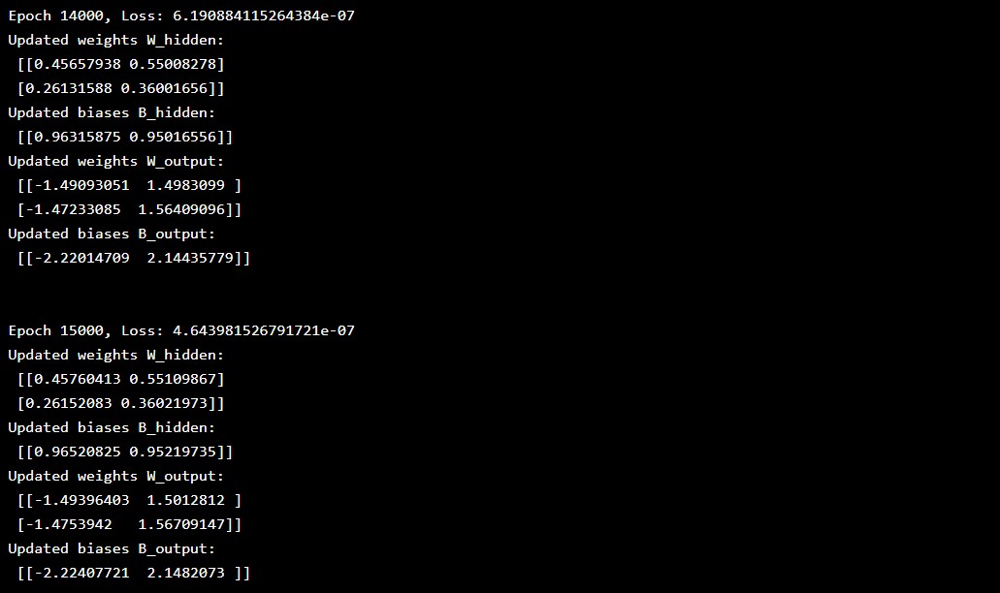 Epoch 14000, Loss: 6.190884115264384e-07
Updated weights W_hidden:
 [[0.45657938 0.55008278]
 [0.26131588 0.36001656]]
Updated biases B_hidden:
 [[0.96315875 0.95016556]]
Updated weights W_output:
 [[-1.49093051  1.4983099 ]
 [-1.47233085  1.56409096]]
Updated biases B_output:
 [[-2.22014709  2.14435779]]
Epoch 15000, Loss: 4.643981526791721e-07
Updated weights W_hidden:
 [[0.45760413 0.55109867]
 [0.26152083 0.36021973]]
Updated biases B_hidden:
 [[0.96520825 0.95219735]]
Updated weights W_output:
 [[-1.49396403  1.5012812 ]
 [-1.4753942   1.56709147]]
Updated biases B_output:
 [[-2.22407721  2.1482073 ]]